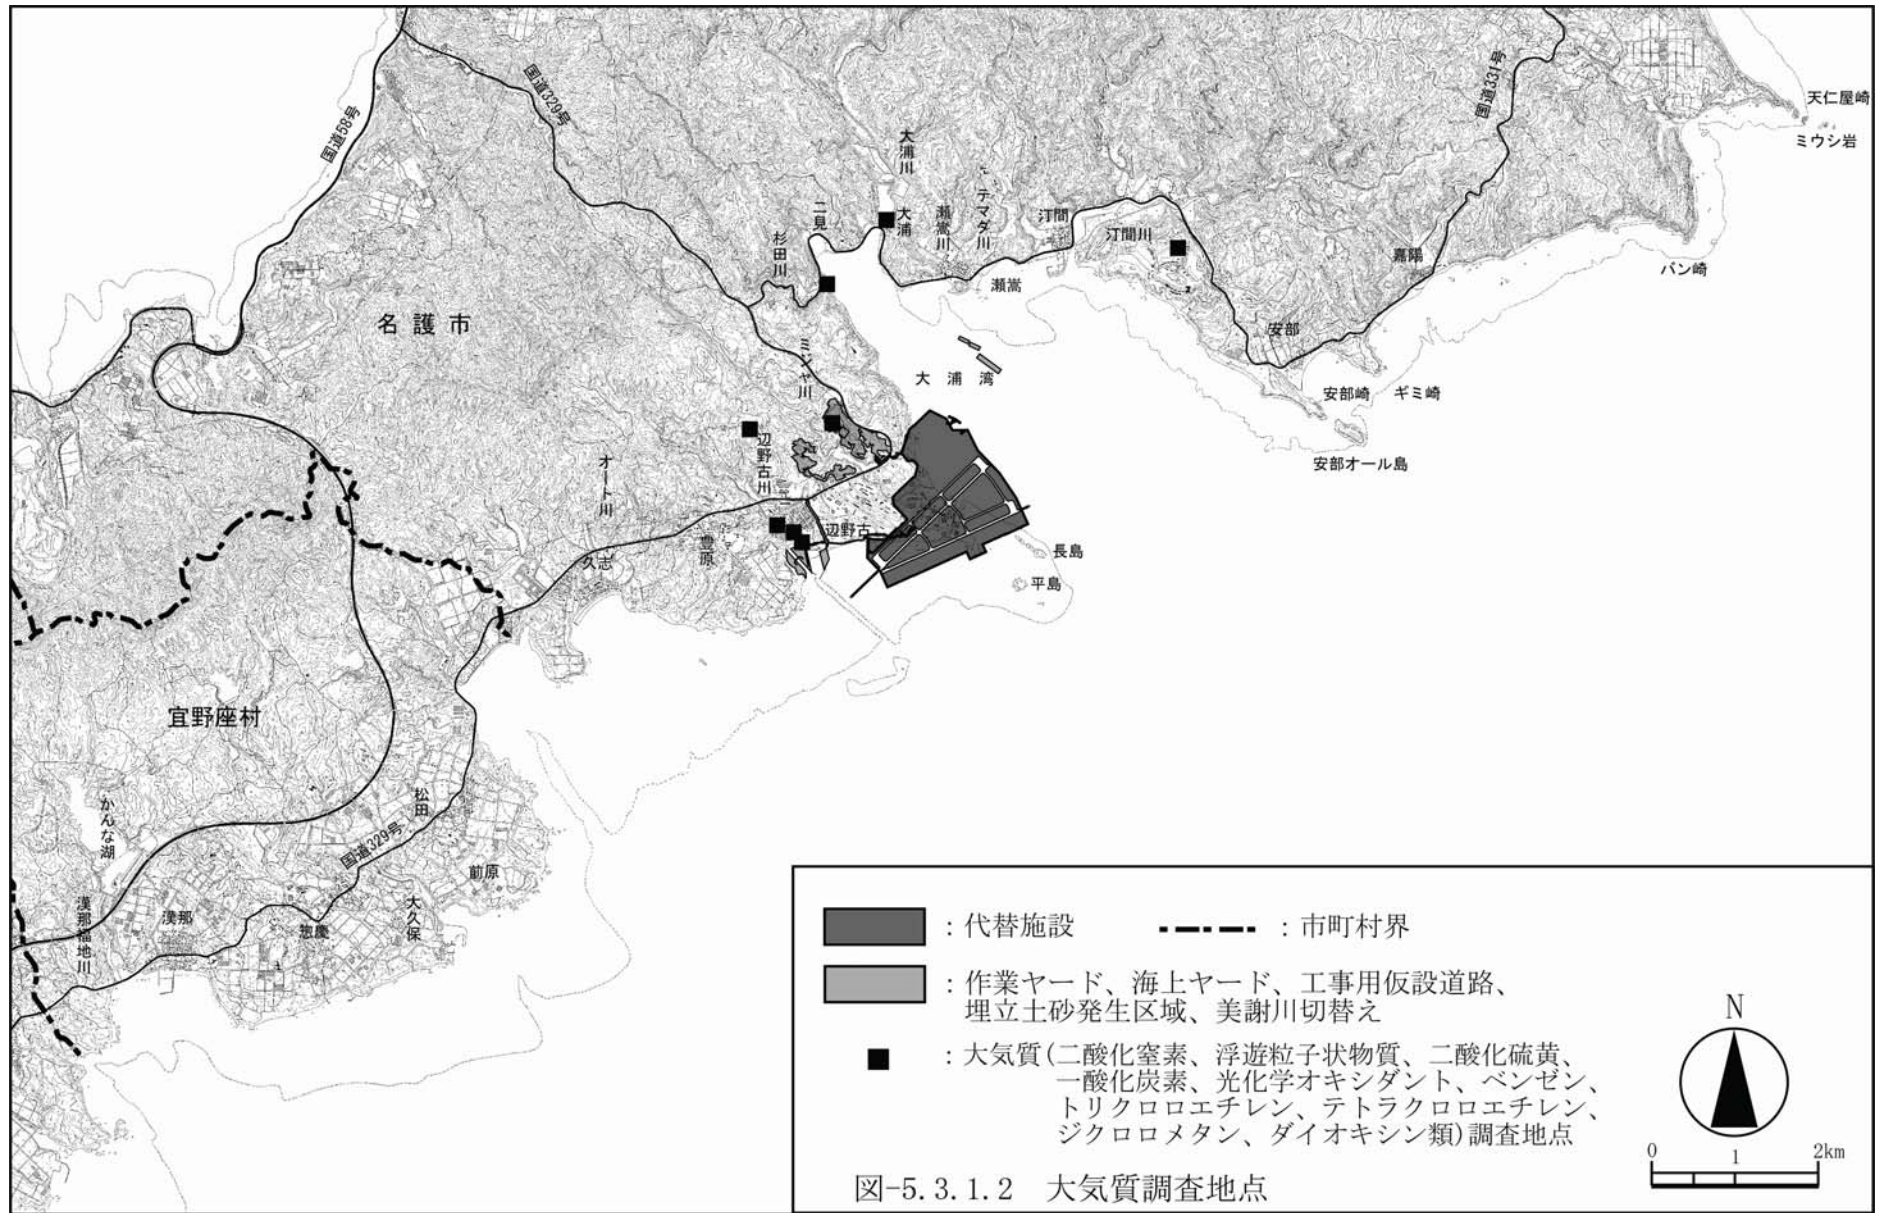 国道58号
国道329号
国道331号
天仁屋崎
ミウシ岩
バン崎
大浦川
大浦
二見
杉田川
瀬嵩川
テマダ川
汀間
汀間川
瀬嵩
嘉陽
安部
安部崎
ギミ崎
安部オール島
名護市
ミジャ川
大浦湾
辺野古川
オート川
辺野古
豊原
久志
長島
平島
宜野座村
かんな湖
松田
国道329号
前原
大久保
惣慶
漢那
漢那福地川
:代替施設
:市町村界
:作業ヤード、海上ヤード、工事用仮設道路、
埋立土砂発生区域、美謝川切替え
:大気質(二酸化窒素、浮遊粒子状物質、二酸化硫黄、
一酸化炭素、光化学オキシダント、ベンゼン、
トリクロロエチレン、テトラクロロエチレン、
ジクロロメタン、ダイオキシン類)調査地点
図-5.3.1.2 大気質調査地点
N
0 1 2km